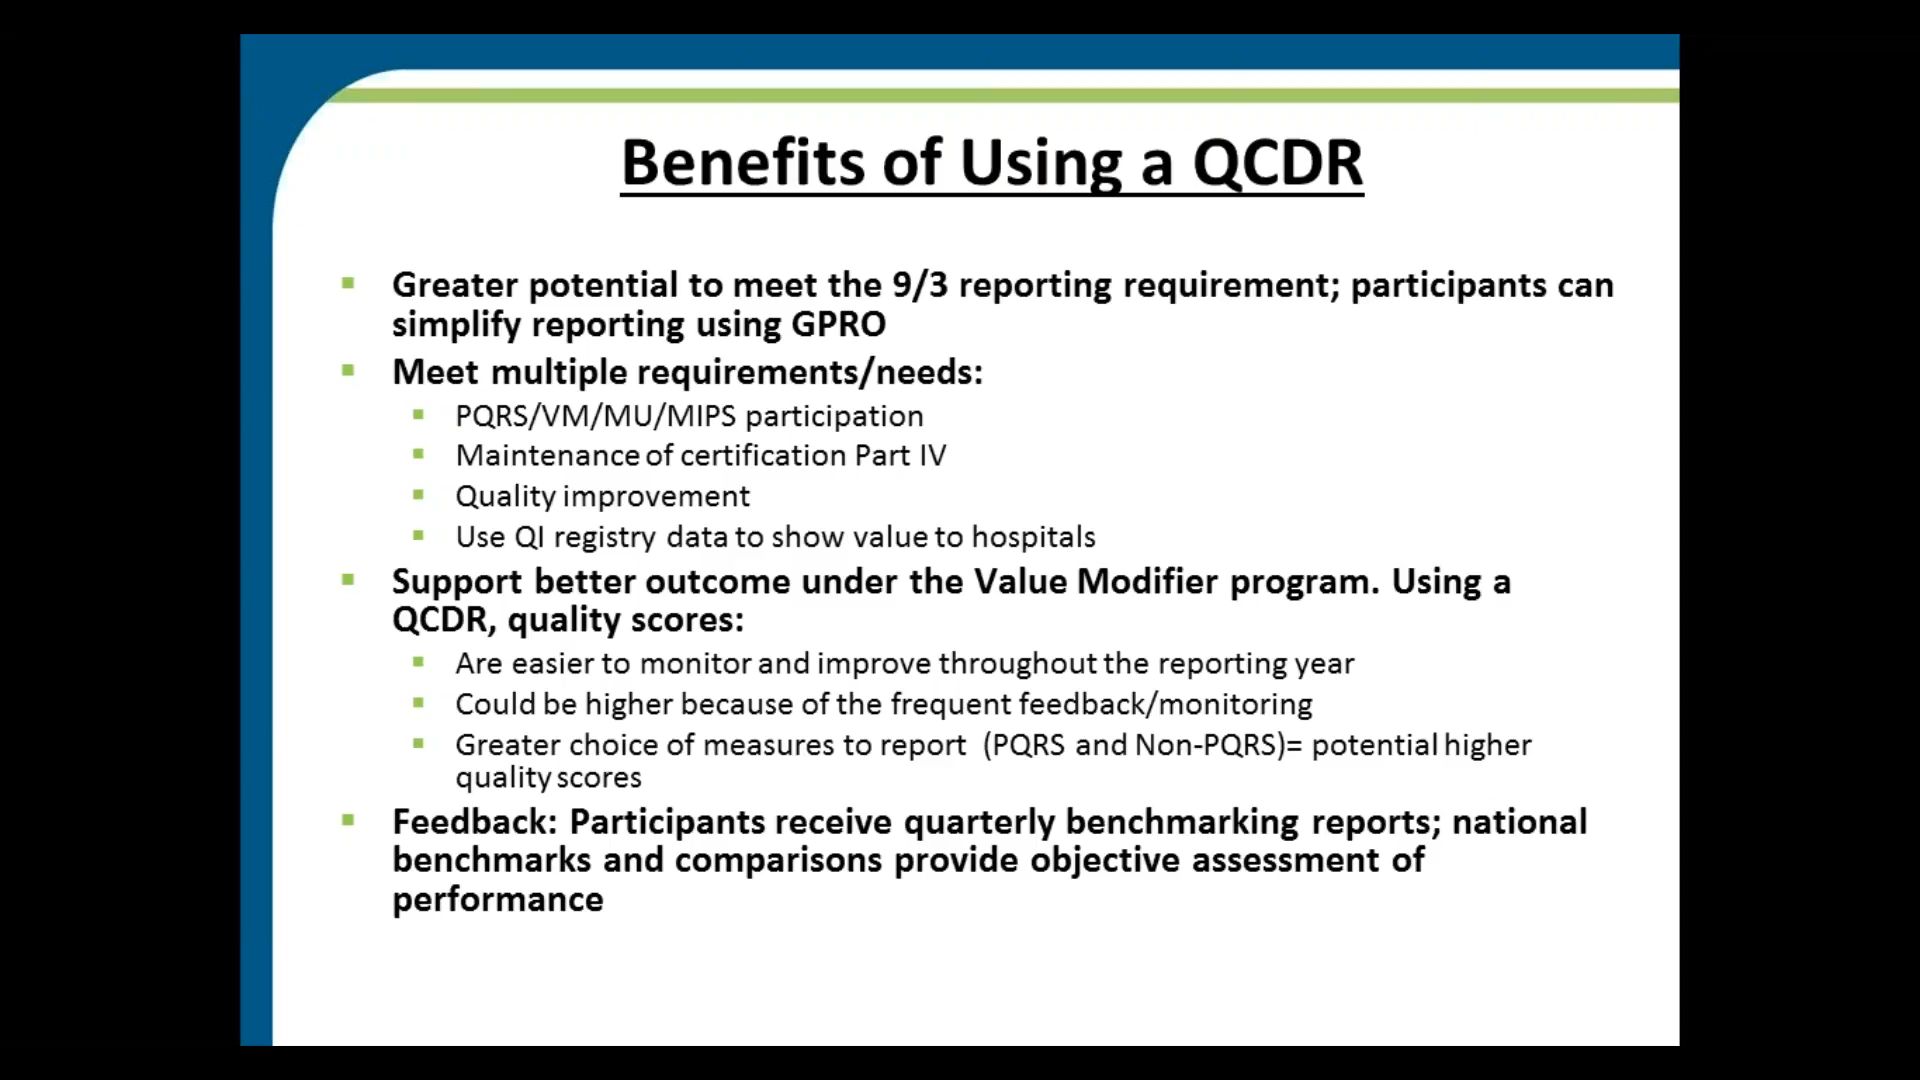 Benefits of Using a QCDR
Greater potential to meet the 9/3 reporting requirement; participants can
simplify reporting using GPRO
Meet multiple requirements/needs:
PQRS/VM/MU/MIPS participation
Maintenance of certification Part IV
Quality improvement
Use QI registry data to show value to hospitals
Support better outcome under the Value Modifier program. Using a
QCDR, quality scores:
Are easier to monitor and improve throughout the reporting year
Could be higher because of the frequent feedback/monitoring
Greater choice of measures to report (PQRS and Non-PQRS)= potential higher
quality scores
Feedback: Participants receive quarterly benchmarking reports; national
benchmarks and comparisons provide objective assessment of
performance